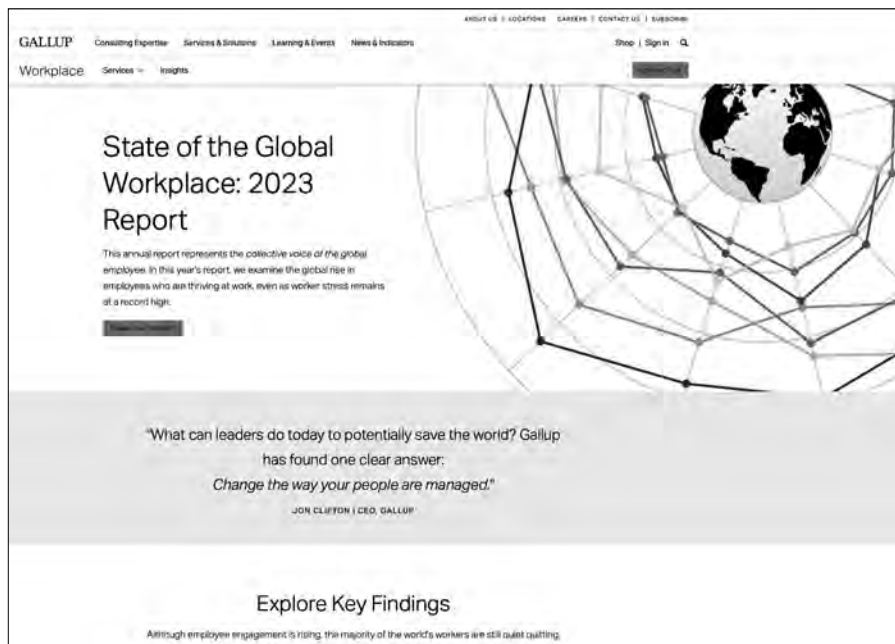 ABOUT US | LOCATIONS CAREERS | CONTACT US | SUBSCRIBE
GALLUP Consulting Expertise Services & Solutions Learning & Events News & Indicators Shop | Sign in
Workplace Services Insights
State of the Global
Workplace: 2023
Report
This annual report represents the collective voice of the global
employee. In this year's report, we examine the global rise in
employees who are thriving at work, even as worker stress remains
at a record high.
"What can leaders do today to potentially save the world? Gallup
has found one clear answer:
Change the way your people are managed."
JON CLIFTON | CEO, GALLUP
Explore Key Findings
Although employee engagement is rising, the majority of the world's workers are still quiet quitting.